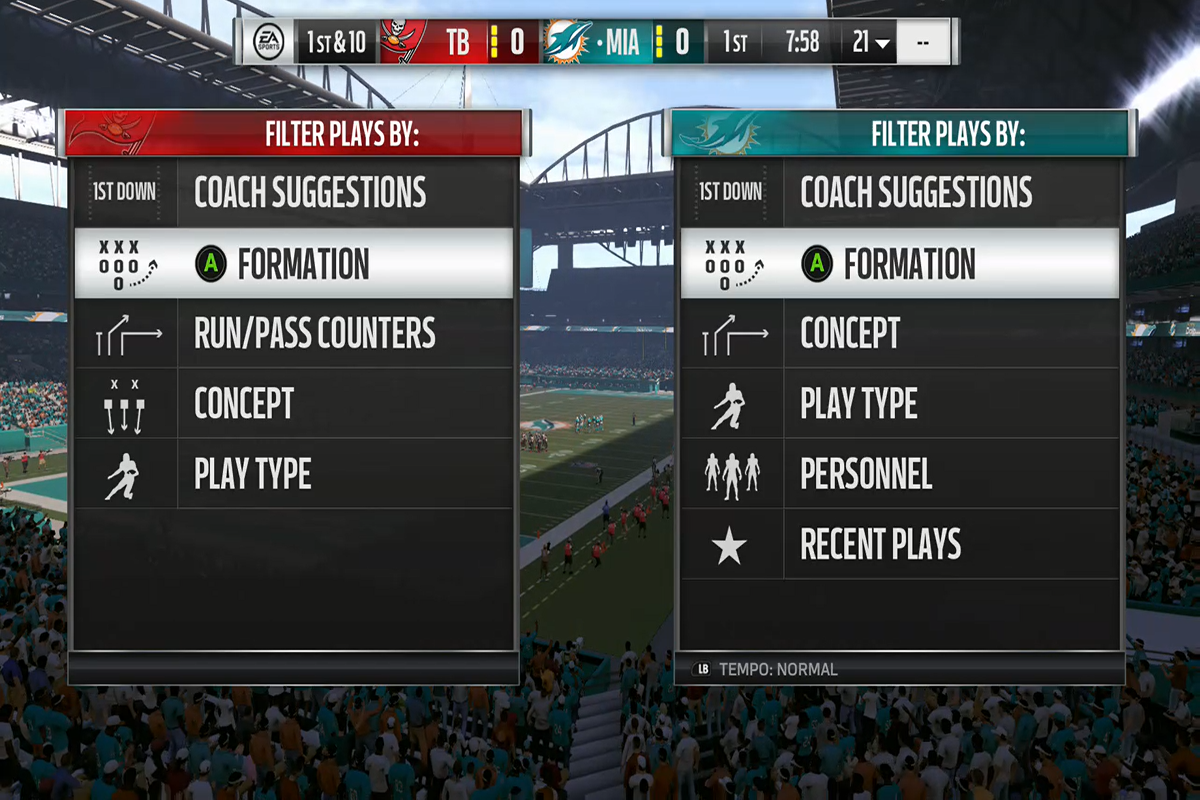 EA SPORTS 1ST & 10 TB 0 · MIA 0 1ST 7:58 21 --
FILTER PLAYS BY:
1ST DOWN COACH SUGGESTIONS
X X X
O O O
O
A FORMATION
RUN/PASS COUNTERS
X X
CONCEPT
PLAY TYPE
FILTER PLAYS BY:
1ST DOWN COACH SUGGESTIONS
X X X
O O O
O
A FORMATION
CONCEPT
PLAY TYPE
PERSONNEL
RECENT PLAYS
LB TEMPO: NORMAL